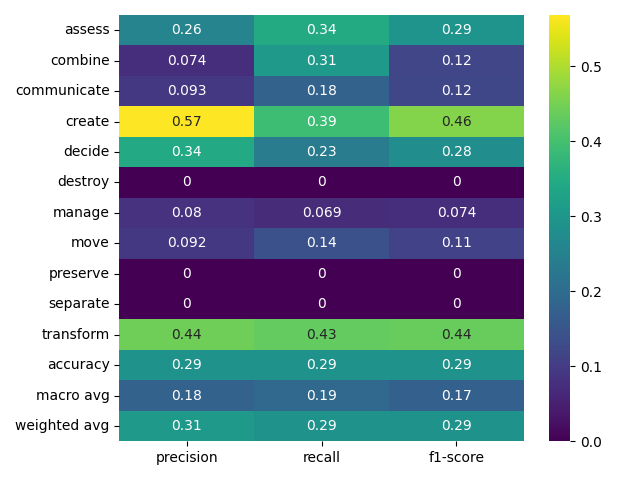 assess 0.26 0.34 0.29
combine 0.074 0.31 0.12
communicate 0.093 0.18 0.12
create 0.57 0.39 0.46
decide 0.34 0.23 0.28
destroy 0 0 0
manage 0.08 0.069 0.074
move 0.092 0.14 0.11
preserve 0 0 0
separate 0 0 0
transform 0.44 0.43 0.44
accuracy 0.29 0.29 0.29
macro avg 0.18 0.19 0.17
weighted avg 0.31 0.29 0.29
precision recall f1-score
0.5
0.4
0.3
0.2
0.1
0.0